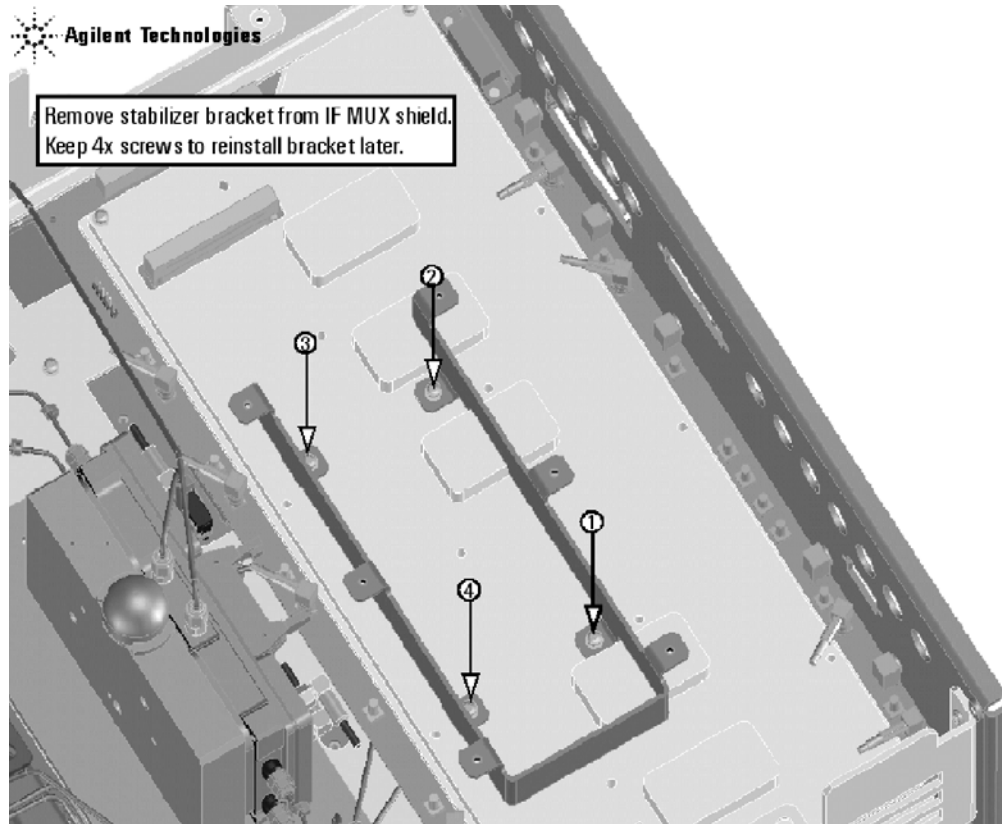 Agilent Technologies
Remove stabilizer bracket from IF MUX shield.
Keep 4x screws to reinstall bracket later.
2
3
1
4